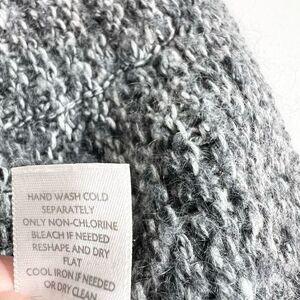 HAND WASH COLD
SEPARATELY
ONLY NON-CHLORINE
BLEACH IF NEEDED
RESHAPE AND DRY
FLAT
COOL IRON IF NEEDED
OR DRY CLEAN